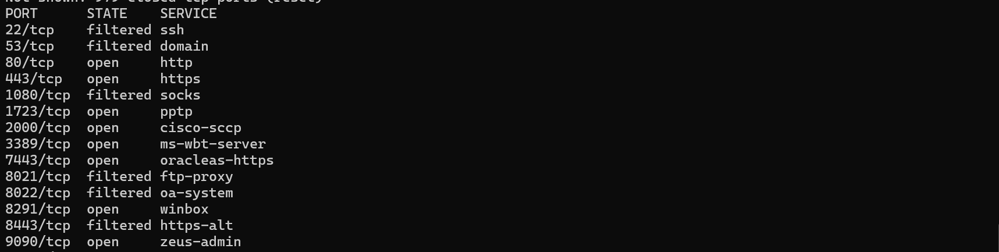 PORT STATE SERVICE
22/tcp filtered ssh
53/tcp filtered domain
80/tcp open http
443/tcp open https
1080/tcp filtered socks
1723/tcp open pptp
2000/tcp open cisco-sccp
3389/tcp open ms-wbt-server
7443/tcp open oracleas-https
8021/tcp filtered ftp-proxy
8022/tcp filtered oa-system
8291/tcp open winbox
8443/tcp filtered https-alt
9090/tcp open zeus-admin